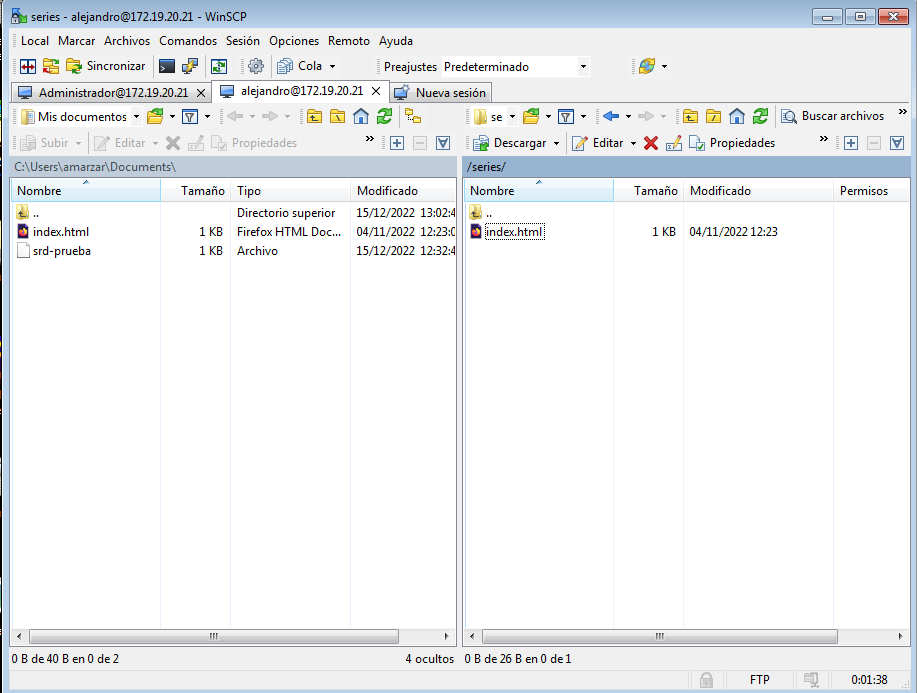 series - alejandro@172.19.20.21 - WinSCP
Local Marcar Archivos Comandos Sesión Opciones Remoto Ayuda
Sincronizar Cola Preajustes Predeterminado
Administrador@172.19.20.21 alejandro@172.19.20.21 Nueva sesión
Mis documentos se Buscar archivos »
Subir Editar Propiedades » Descargar Editar Propiedades »
C:\Users\amarzar\Documents\ /series/
Nombre Tamaño Tipo Modificado Nombre Tamaño Modificado Permisos
.. Directorio superior 15/12/2022 13:02:4 ..
index.html 1 KB Firefox HTML Doc... 04/11/2022 12:23:0 index.html 1 KB 04/11/2022 12:23
srd-prueba 1 KB Archivo 15/12/2022 12:32:4
0 B de 40 B en 0 de 2 4 ocultos 0 B de 26 B en 0 de 1
FTP 0:01:38